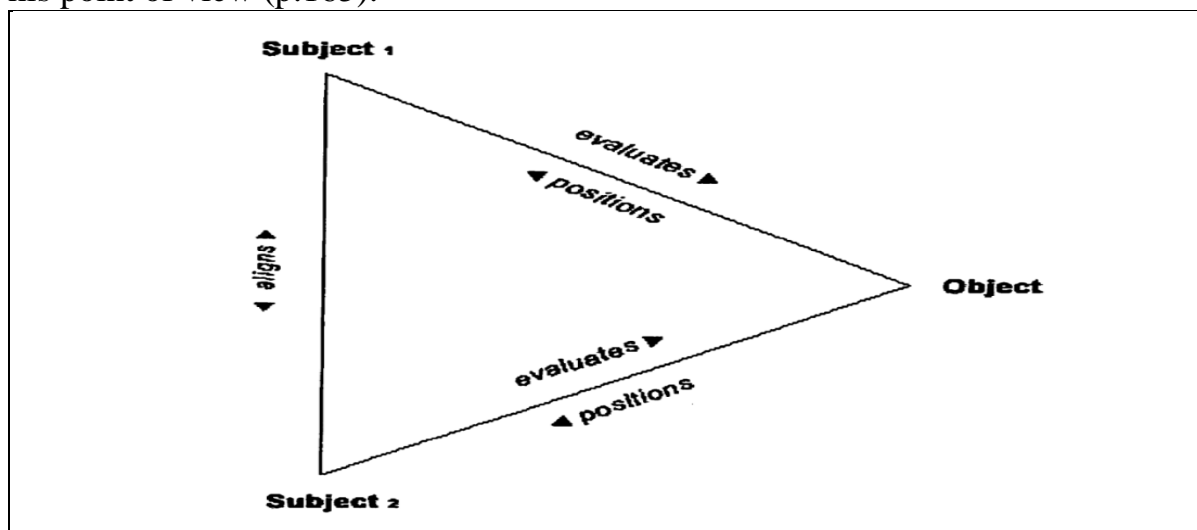 Subject 1
evaluates ►
◄ positions
◄ aligns ►
Object
evaluates ►
◄ positions
Subject 2